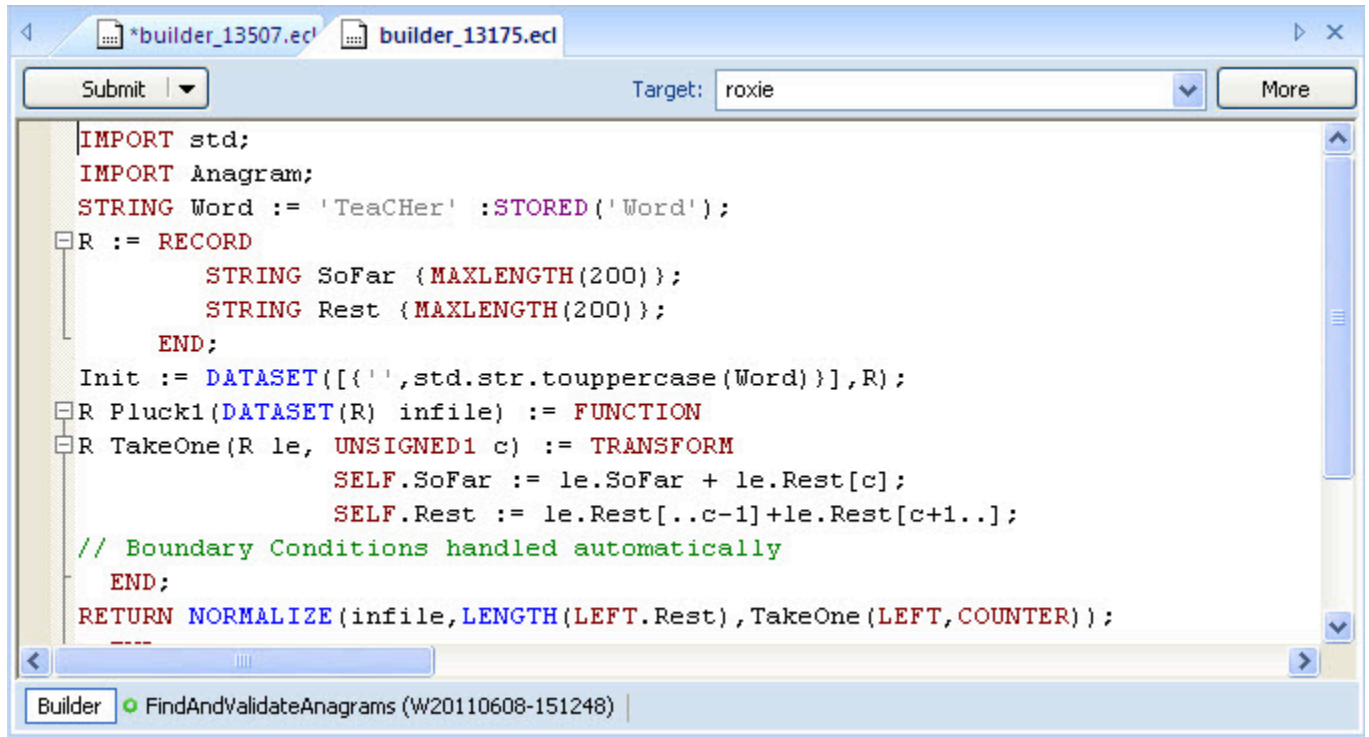 *builder_13507.ecl builder_13175.ecl
Submit Target: roxie More
IMPORT std;
IMPORT Anagram;
STRING Word := 'TeaCHer' :STORED('Word');
R := RECORD
STRING SoFar {MAXLENGTH(200)};
STRING Rest {MAXLENGTH(200)};
END;
Init := DATASET([{'',std.str.touppercase(Word)}],R);
R Pluck1(DATASET(R) infile) := FUNCTION
R TakeOne(R le, UNSIGNED1 c) := TRANSFORM
SELF.SoFar := le.SoFar + le.Rest[c];
SELF.Rest := le.Rest[..c-1]+le.Rest[c+1..];
// Boundary Conditions handled automatically
END;
RETURN NORMALIZE(infile,LENGTH(LEFT.Rest),TakeOne(LEFT,COUNTER));
Builder FindAndValidateAnagrams (W20110608-151248)